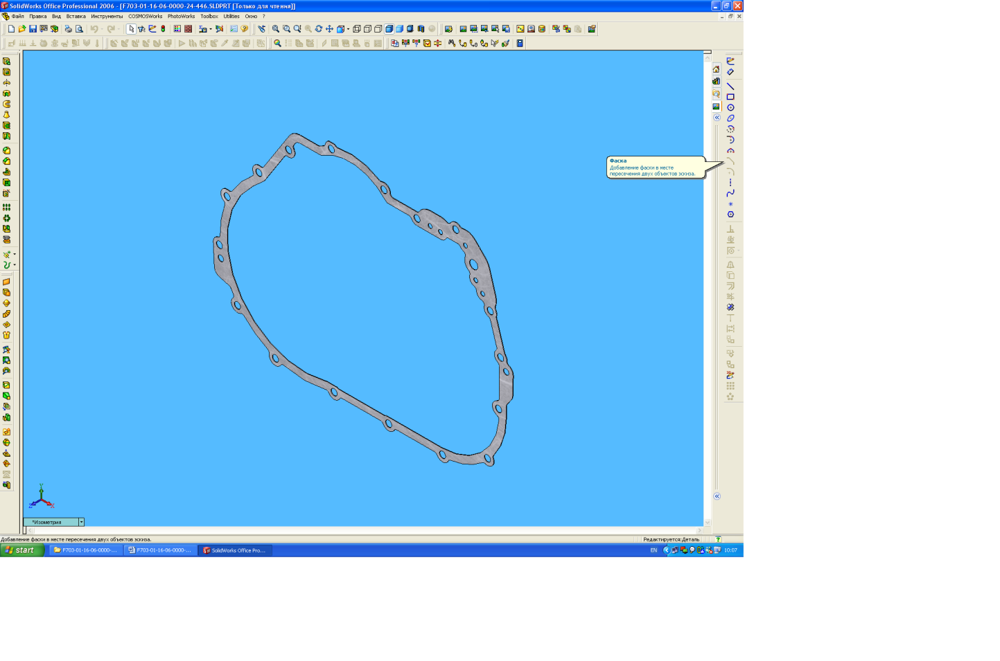 SolidWorks Office Professional 2006 - [F703-01-16-06-0000-24-446.SLDPRT [Только для чтения]]
Файл Правка Вид Вставка Инструменты COSMOSWorks PhotoWorks Toolbox Utilities Окно ?
Фаска
Добавление фаски в месте
пересечения двух объектов эскиза.
Y
Z
X
*Изометрия
Добавление фаски в месте пересечения двух объектов эскиза.
Редактируется:Деталь
?
start
F703-01-16-06-0000-...
F703-01-16-06-0000-...
SolidWorks Office Pro...
EN
10:07